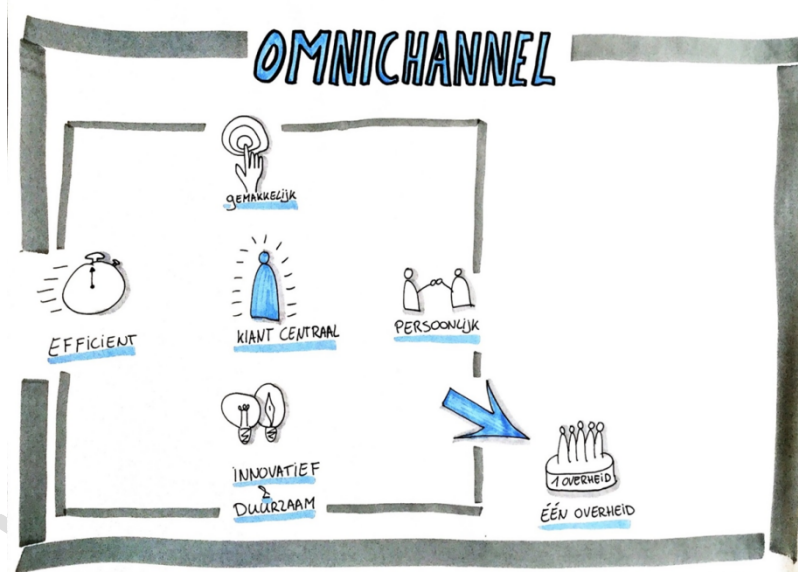 OMNICHANNEL
GEMAKKELIJK
EFFICIENT
KLANT CENTRAAL
PERSOONLIJK
INNOVATIEF
&
DUURZAAM
1 OVERHEID
ÉÉN OVERHEID